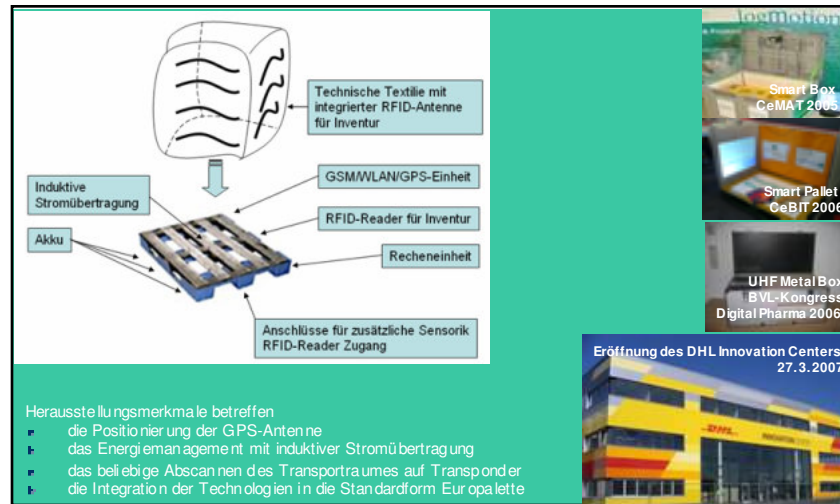 Technische Textilie mit
integrierter RFID-Antenne
für Inventur
GSM/WLAN/GPS-Einheit
Induktive
Stromübertragung
RFID-Reader für Inventur
Akku
Recheneinheit
Anschlüsse für zusätzliche Sensorik
RFID-Reader Zugang
Herausstellungsmerkmale betreffen
die Positionierung der GPS-Antenne
das Energiemanagement mit induktiver Stromübertragung
das beliebige Abscannen des Transportraumes auf Transponder
die Integration der Technologien in die Standardform Europalette
logmotion
Smart Box
CeMAT 2005
Smart Pallet
CeBIT 2006
UHF Metal Box
BVL-Kongress
Digital Pharma 2006
Eröffnung des DHL Innovation Centers
27.3.2007
DHL